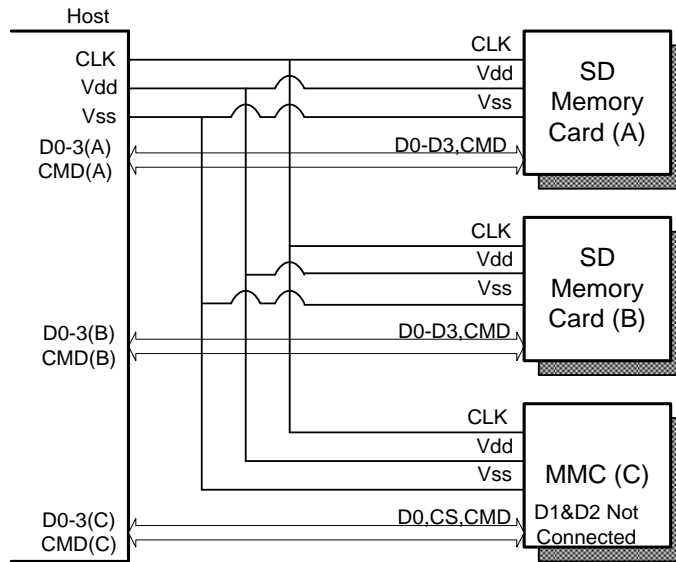 Host
CLK
Vdd
Vss
D0-3(A)
CMD(A)
CLK
Vdd
Vss
D0-D3,CMD
SD
Memory
Card (A)
D0-3(B)
CMD(B)
CLK
Vdd
Vss
D0-D3,CMD
SD
Memory
Card (B)
D0-3(C)
CMD(C)
CLK
Vdd
Vss
D0,CS,CMD
MMC (C)
D1&D2 Not
Connected